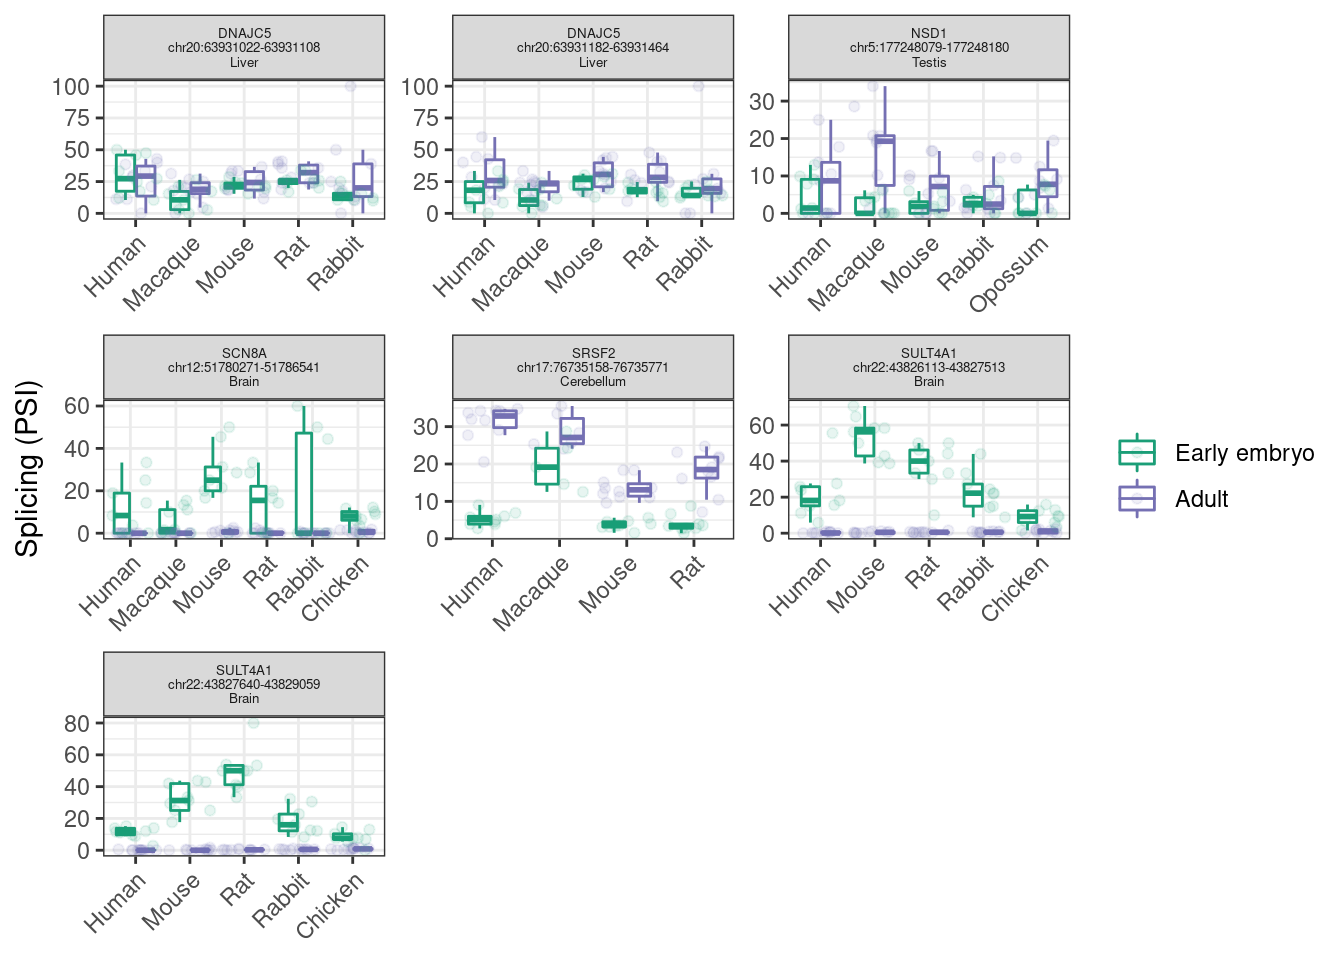 DNAJC5
chr20:63931022-63931108
Liver
DNAJC5
chr20:63931182-63931464
Liver
NSD1
chr5:177248079-177248180
Testis
100
75
50
25
0
100
75
50
25
0
30
20
10
0
Human
Macaque
Mouse
Rat
Rabbit
Human
Macaque
Mouse
Rat
Rabbit
Human
Macaque
Mouse
Rabbit
Opossum
Splicing (PSI)
SCN8A
chr12:51780271-51786541
Brain
SRSF2
chr17:76735158-76735771
Cerebellum
SULT4A1
chr22:43826113-43827513
Brain
60
40
20
0
30
20
10
0
60
40
20
0
Human
Macaque
Mouse
Rat
Rabbit
Chicken
Human
Macaque
Mouse
Rat
Human
Mouse
Rat
Rabbit
Chicken
Early embryo
Adult
SULT4A1
chr22:43827640-43829059
Brain
80
60
40
20
0
Human
Mouse
Rat
Rabbit
Chicken